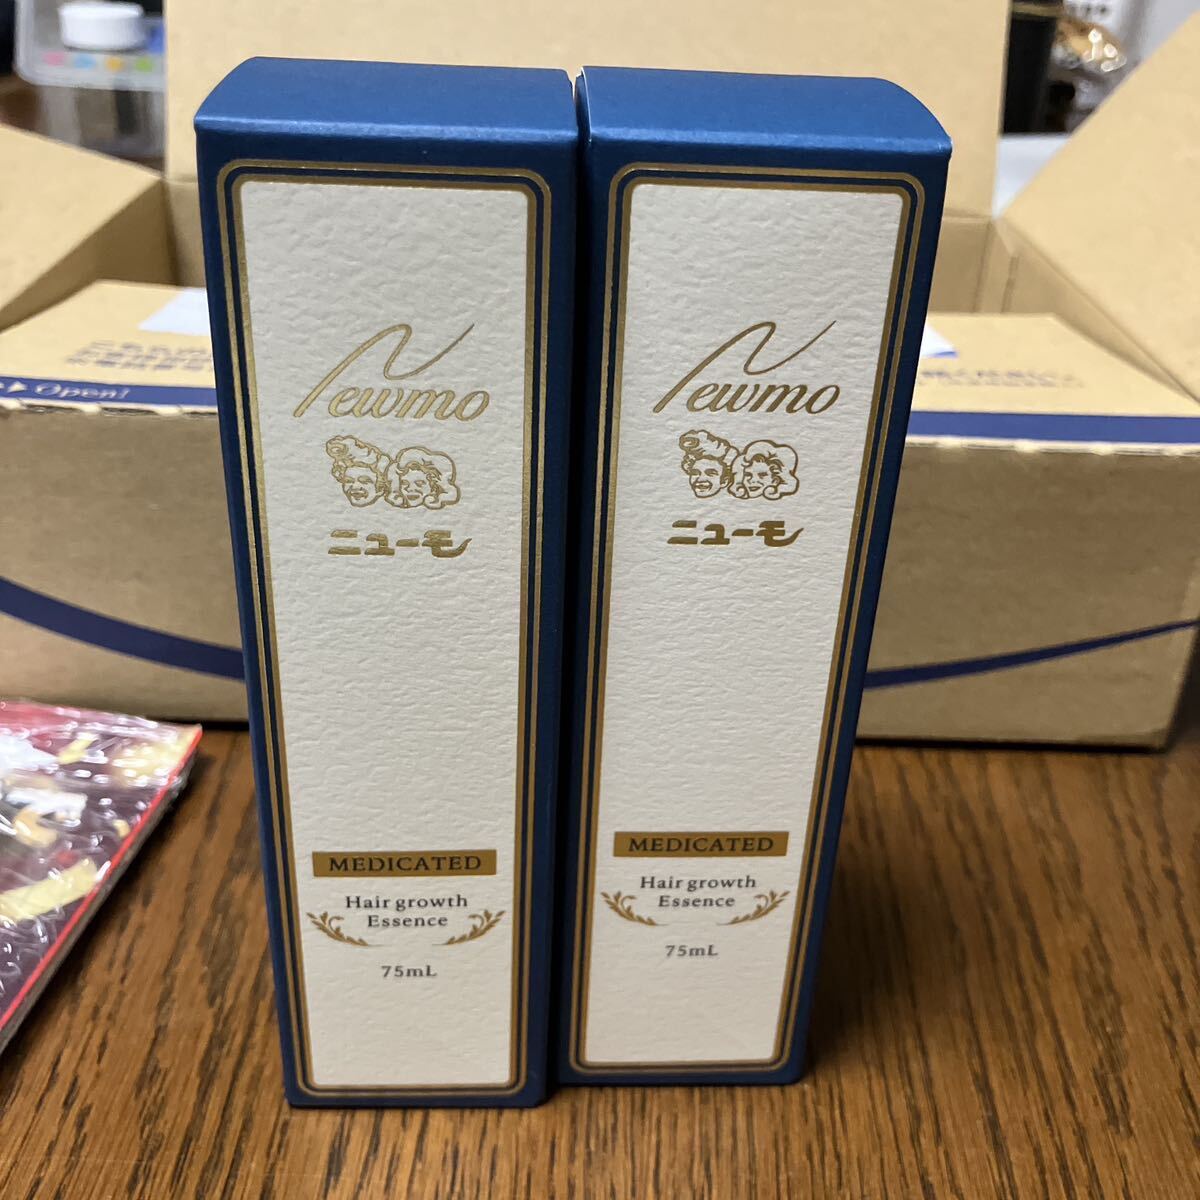 Newmo
ニューモ
MEDICATED
Hair growth
Essence
75mL
Newmo
ニューモ
MEDICATED
Hair growth
Essence
75mL
Open!